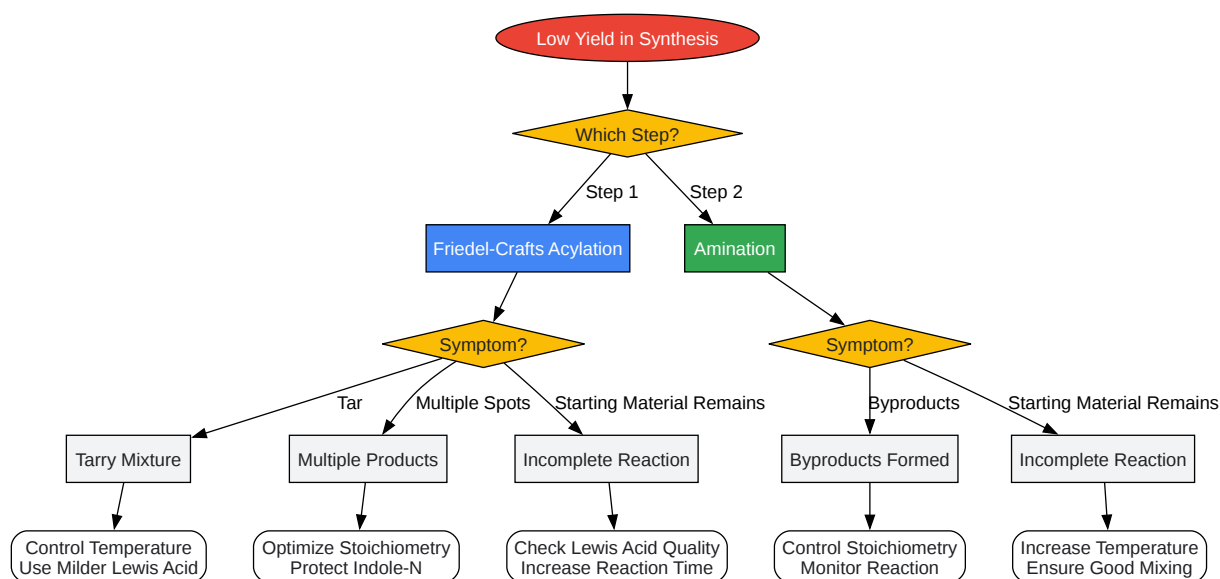 Low Yield in Synthesis
Which Step?
Step 1
Step 2
Friedel-Crafts Acylation
Amination
Symptom?
Symptom?
Tar
Multiple Spots
Starting Material Remains
Byproducts
Starting Material Remains
Tarry Mixture
Multiple Products
Incomplete Reaction
Byproducts Formed
Incomplete Reaction
Control Temperature
Use Milder Lewis Acid
Optimize Stoichiometry
Protect Indole-N
Check Lewis Acid Quality
Increase Reaction Time
Control Stoichiometry
Monitor Reaction
Increase Temperature
Ensure Good Mixing